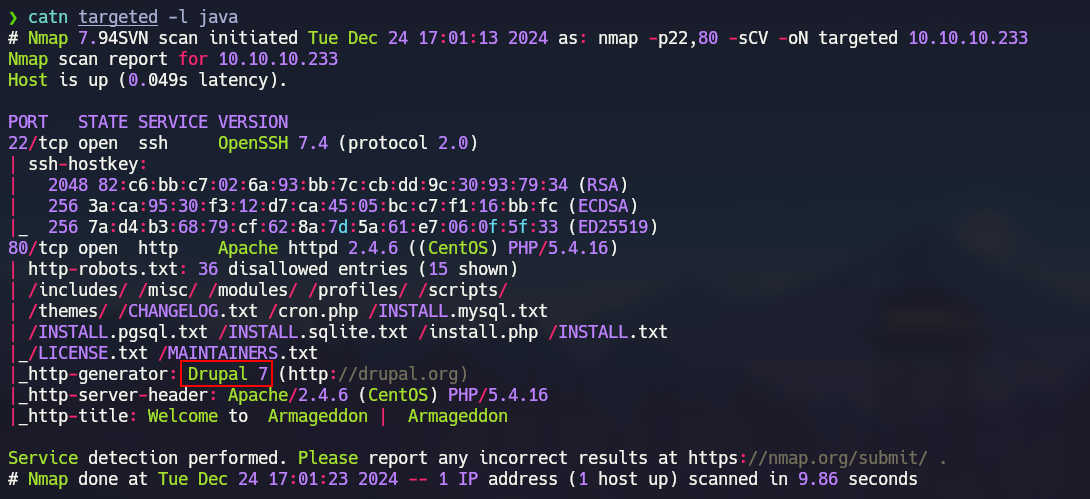 ❯ catn targeted -l java
# Nmap 7.94SVN scan initiated Tue Dec 24 17:01:13 2024 as: nmap -p22,80 -sCV -oN targeted 10.10.10.233
Nmap scan report for 10.10.10.233
Host is up (0.049s latency).

PORT   STATE SERVICE VERSION
22/tcp open  ssh     OpenSSH 7.4 (protocol 2.0)
| ssh-hostkey:
|   2048 82:c6:bb:c7:02:6a:93:bb:7c:cb:dd:9c:30:93:79:34 (RSA)
|   256 3a:ca:95:30:f3:12:d7:ca:45:05:bc:c7:f1:16:bb:fc (ECDSA)
|_  256 7a:d4:b3:68:79:cf:62:8a:7d:5a:61:e7:06:0f:5f:33 (ED25519)
80/tcp open  http    Apache httpd 2.4.6 ((CentOS) PHP/5.4.16)
| http-robots.txt: 36 disallowed entries (15 shown)
| /includes/ /misc/ /modules/ /profiles/ /scripts/
| /themes/ /CHANGELOG.txt /cron.php /INSTALL.mysql.txt
| /INSTALL.pgsql.txt /INSTALL.sqlite.txt /install.php /INSTALL.txt
|_/LICENSE.txt /MAINTAINERS.txt
|_http-generator: Drupal 7 (http://drupal.org)
|_http-server-header: Apache/2.4.6 (CentOS) PHP/5.4.16
|_http-title: Welcome to  Armageddon |  Armageddon

Service detection performed. Please report any incorrect results at https://nmap.org/submit/ .
# Nmap done at Tue Dec 24 17:01:23 2024 -- 1 IP address (1 host up) scanned in 9.86 seconds